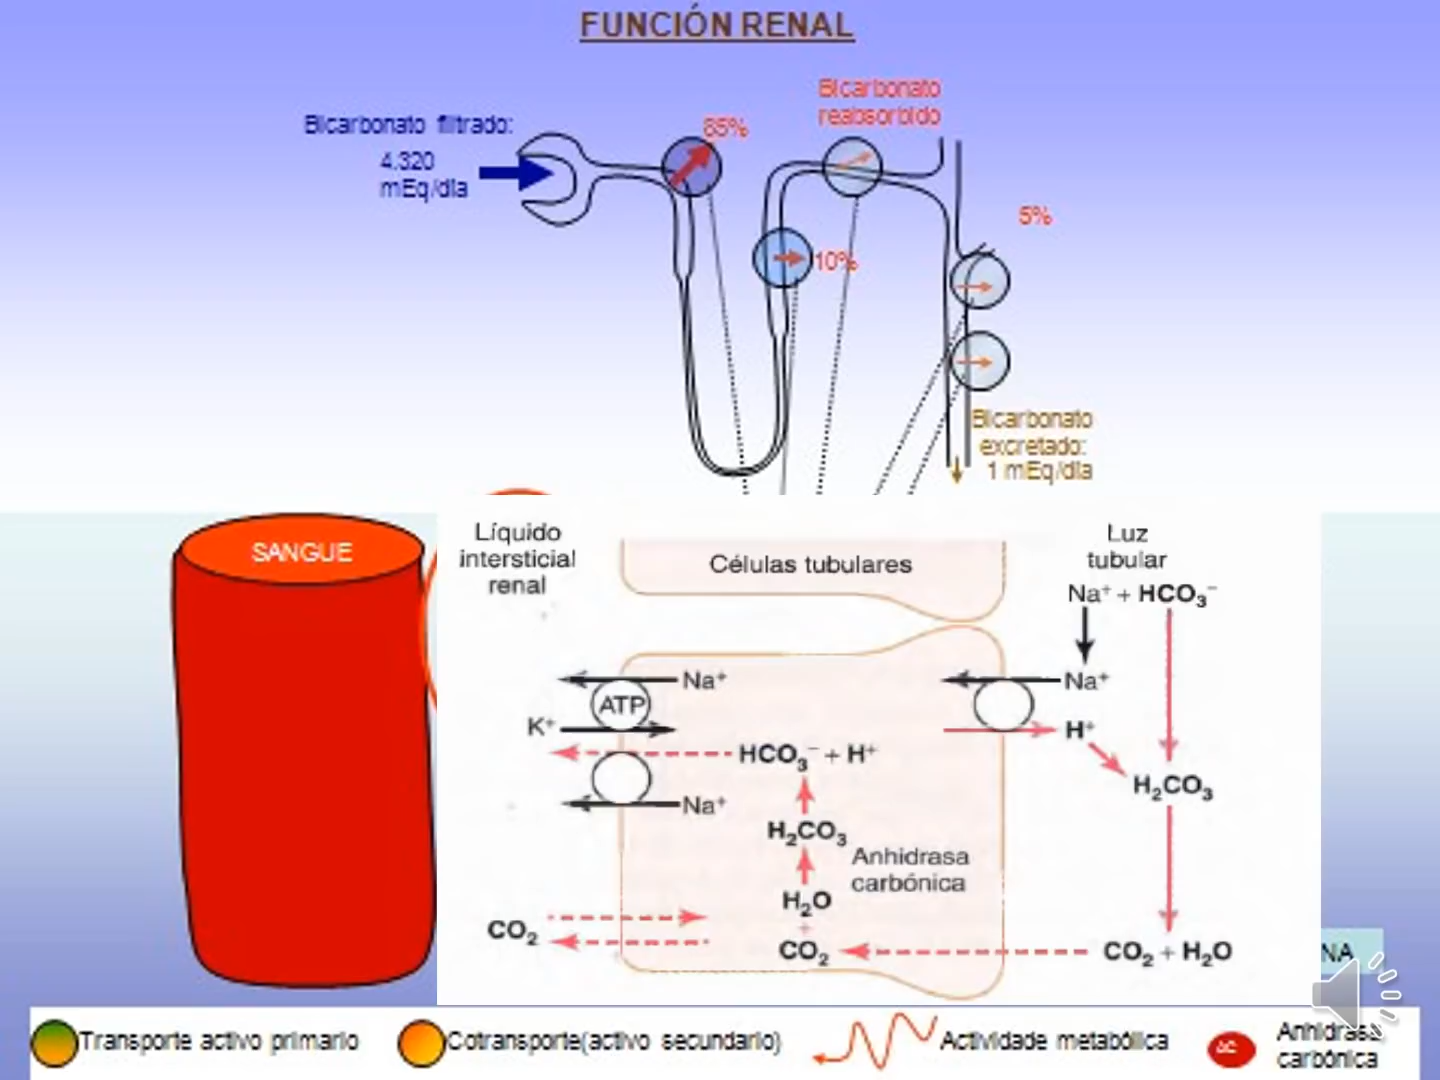 FUNCIÓN RENAL
Bicarbonato filtrado:
4.320
mEq/día
85%
Bicarbonato
reabsorbido
5%
10%
Bicarbonato
excretado:
1 mEq/día
SANGUE
Líquido
intersticial
renal
Células tubulares
Luz
tubular
Na⁺ + HCO₃⁻
Na⁺
Na⁺
ATP
K⁺
H⁺
HCO₃⁻ + H⁺
H₂CO₃
Na⁺
H₂CO₃
Anhidrasa
carbónica
H₂O
+
CO₂
CO₂
CO₂ + H₂O
NA
Transporte activo primario
Cotransporte(activo secundario)
Actividade metabólica
AC
Anhidrasa
carbónica